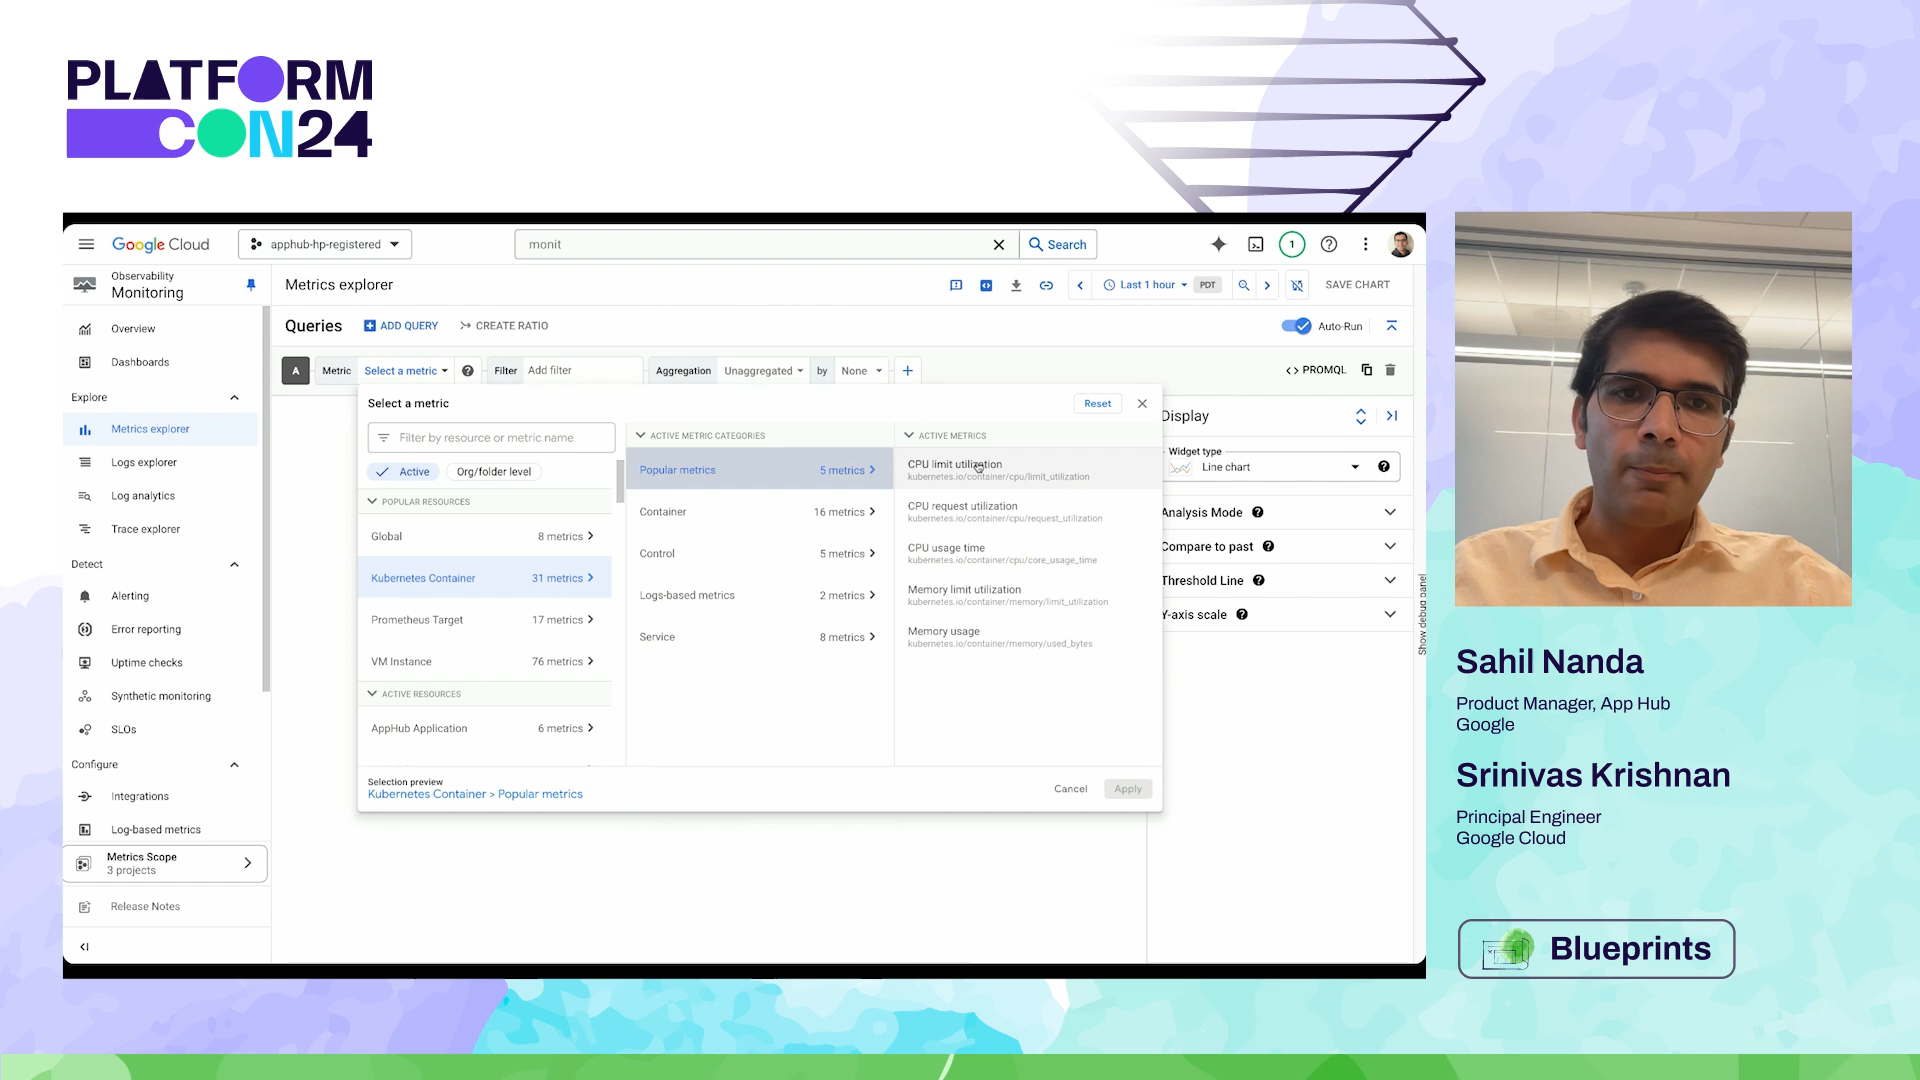 PLATFORM
CON24
Google Cloud
apphub-hp-registered
monit
Search
1
Observability
Monitoring
Metrics explorer
Last 1 hour
PDT
SAVE CHART
Overview
Dashboards
Explore
Metrics explorer
Logs explorer
Log analytics
Trace explorer
Detect
Alerting
Error reporting
Uptime checks
Synthetic monitoring
SLOs
Configure
Integrations
Log-based metrics
Metrics Scope
3 projects
Release Notes
Queries
ADD QUERY
CREATE RATIO
Auto-Run
A
Metric
Select a metric
Filter
Add filter
Aggregation
Unaggregated
by
None
<> PROMQL
Select a metric
Reset
Filter by resource or metric name
Active
Org/folder level
POPULAR RESOURCES
Global 8 metrics
Kubernetes Container 31 metrics
Prometheus Target 17 metrics
VM Instance 76 metrics
ACTIVE RESOURCES
AppHub Application 6 metrics
ACTIVE METRIC CATEGORIES
Popular metrics 5 metrics
Container 16 metrics
Control 5 metrics
Logs-based metrics 2 metrics
Service 8 metrics
ACTIVE METRICS
CPU limit utilization
kubernetes.io/container/cpu/limit_utilization
CPU request utilization
kubernetes.io/container/cpu/request_utilization
CPU usage time
kubernetes.io/container/cpu/core_usage_time
Memory limit utilization
kubernetes.io/container/memory/limit_utilization
Memory usage
kubernetes.io/container/memory/used_bytes
Selection preview
Kubernetes Container > Popular metrics
Cancel
Apply
Display
Widget type
Line chart
Analysis Mode
Compare to past
Threshold Line
Y-axis scale
Show debug panel
Sahil Nanda
Product Manager, App Hub
Google
Srinivas Krishnan
Principal Engineer
Google Cloud
Blueprints